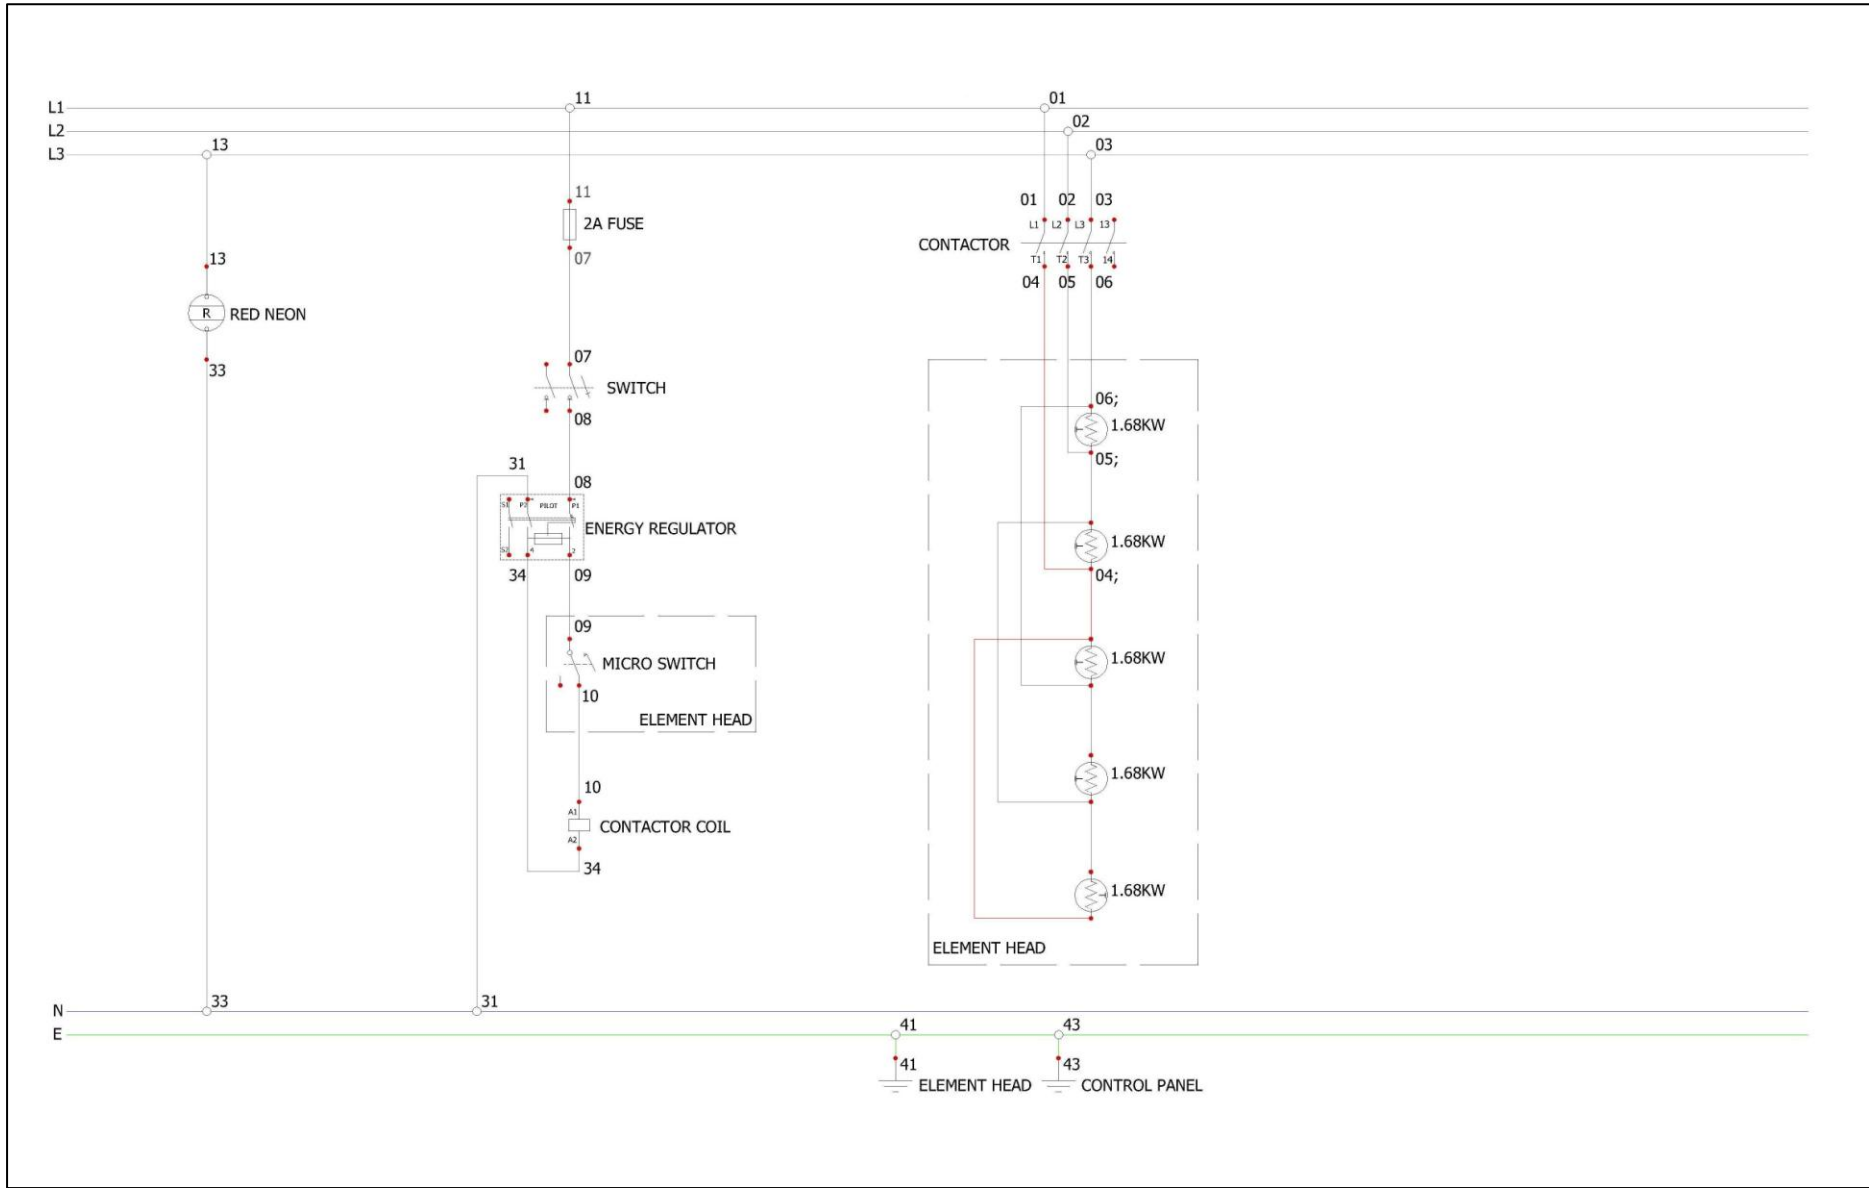 L1
11
01
L2
02
L3
13
03
11
01 02 03
L1 L2 L3 13
2A FUSE
CONTACTOR
07
13
T1 T2 T3 14
04 05 06
R RED NEON
33
07
SWITCH
08
06;
1.68KW
05;
31
08
S1 P2 PILOT P1
ENERGY REGULATOR
S2 4 2
34 09
1.68KW
04;
09
MICRO SWITCH
10
ELEMENT HEAD
1.68KW
10
A1
CONTACTOR COIL
A2
34
1.68KW
1.68KW
ELEMENT HEAD
N
33
31
E
41
43
41
ELEMENT HEAD
43
CONTROL PANEL